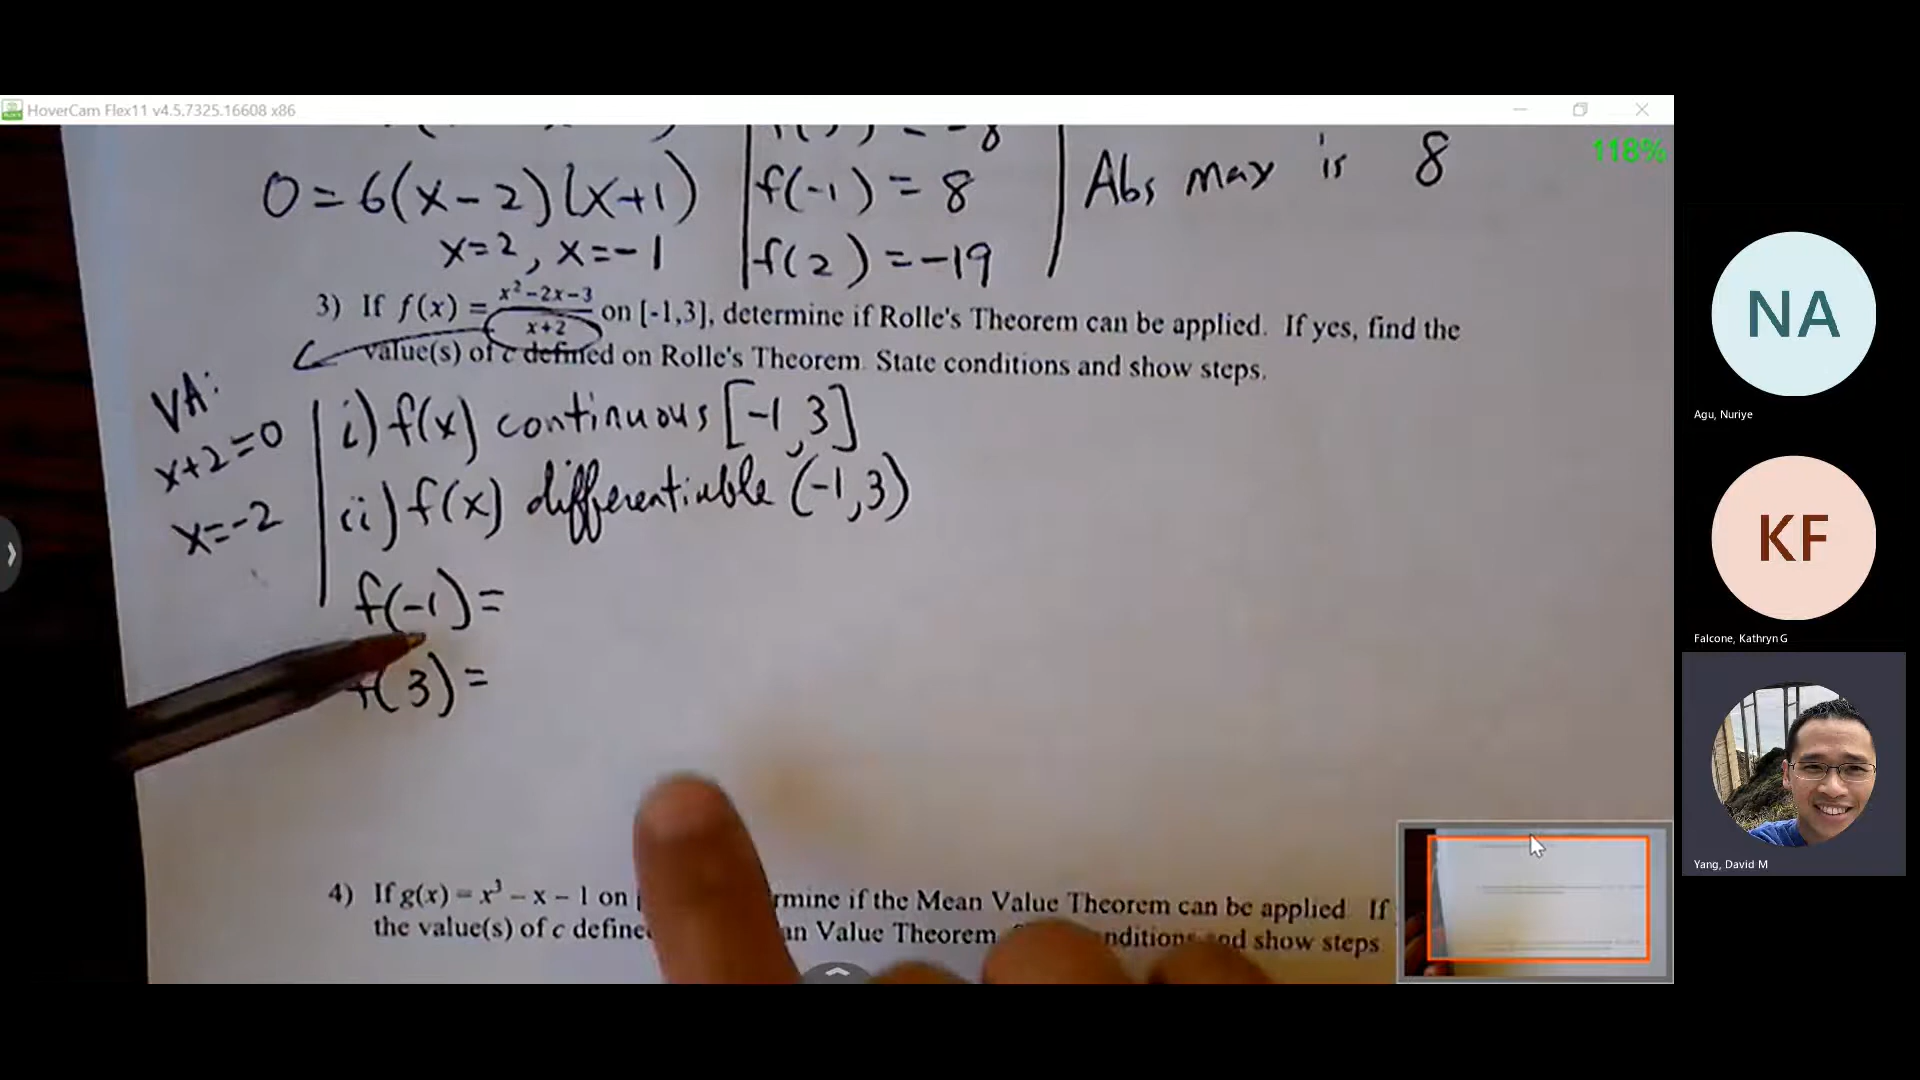 HoverCam Flex11 v4.5.7325.16608 x86
118%
0 = 6(x-2)(x+1)
x=2, x=-1
f(-1) = 8
f(2) = -19
Abs max is 8
3) If f(x) = \frac{x²-2x-3}{x+2} on [-1,3], determine if Rolle's Theorem can be applied. If yes, find the
value(s) of c defined on Rolle's Theorem. State conditions and show steps.
VA:
x+2=0
x=-2
i) f(x) continuous [-1,3]
ii) f(x) differentiable (-1,3)
f(-1)=
f(3)=
4) If g(x) = x³ – x – 1 on rmine if the Mean Value Theorem can be applied. If
the value(s) of c Value Theorem and show steps
NA
Agu, Nuriye
KF
Falcone, Kathryn G
Yang, David M